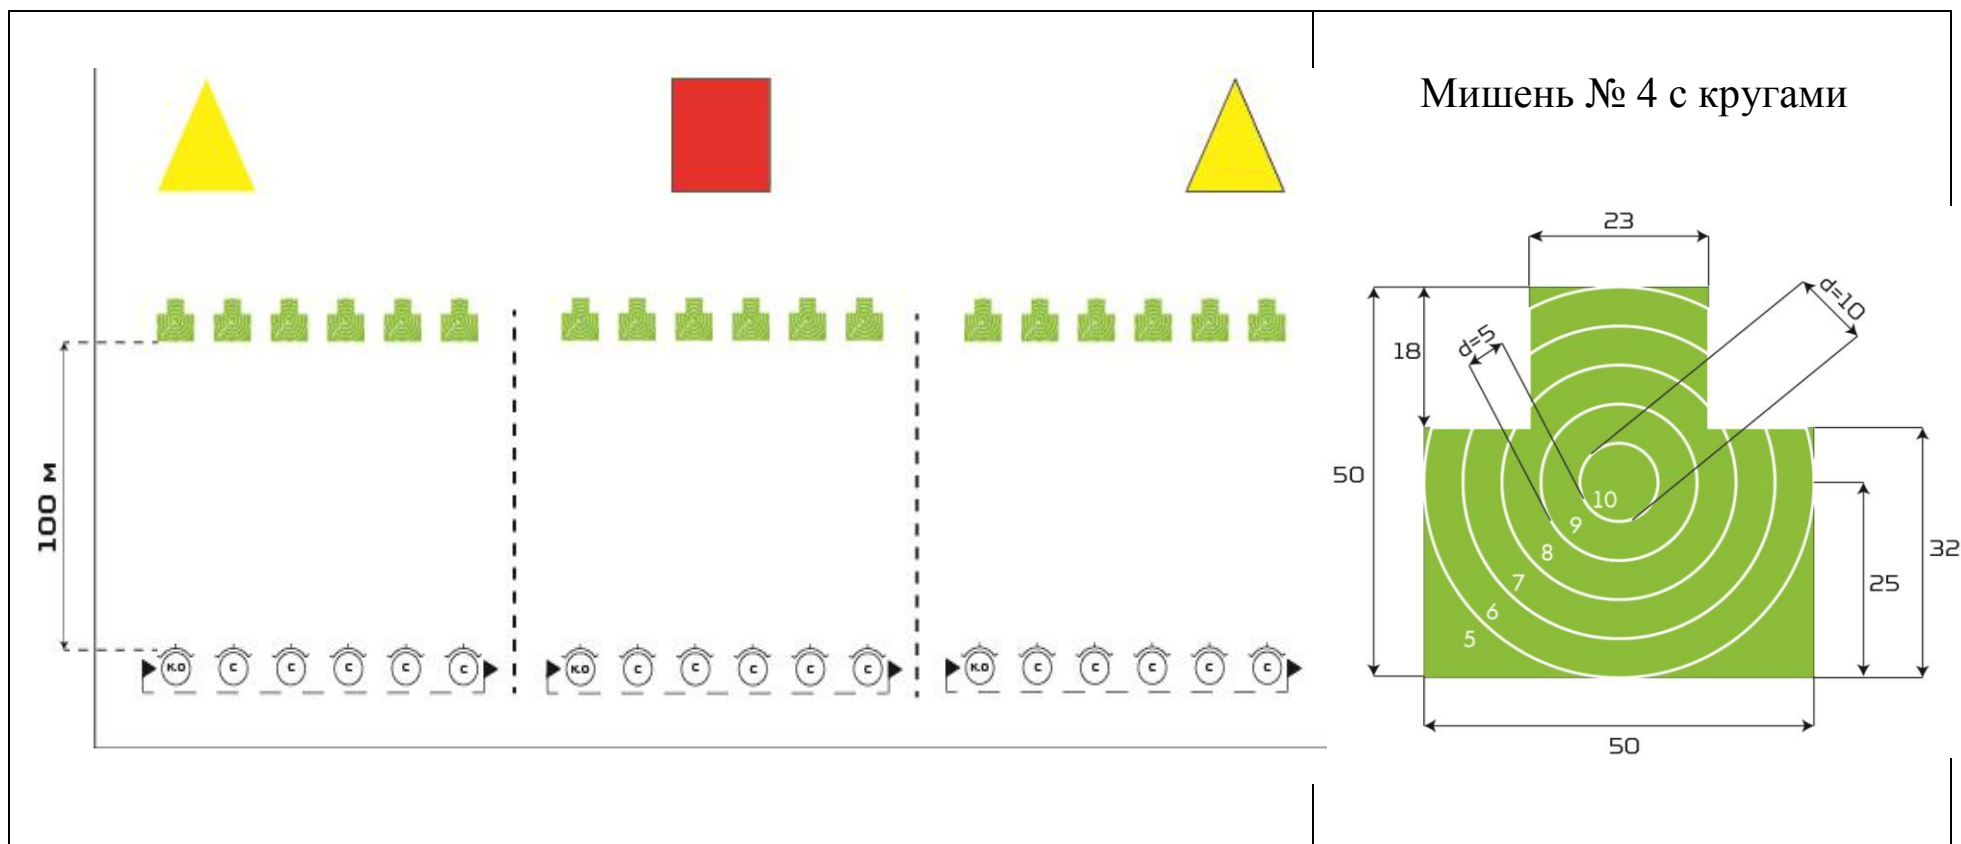 Мишень № 4 с кругами
100 м
К.О С С С С С
К.О С С С С С
К.О С С С С С
23
d=10
d=5
18
50
10
9
8
7
6
5
32
25
50